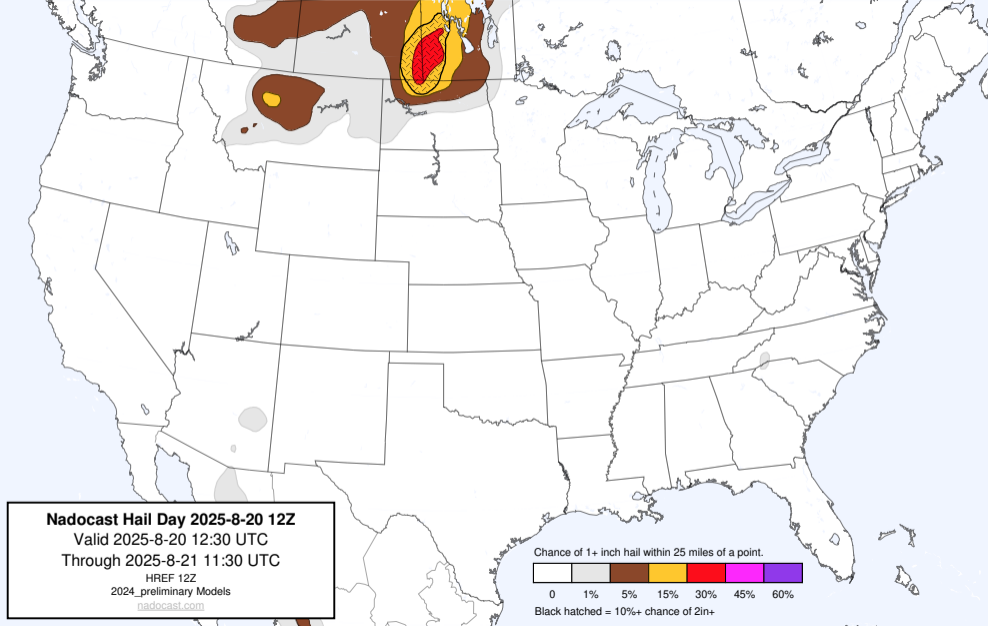 Nadocast Hail Day 2025-8-20 12Z
Valid 2025-8-20 12:30 UTC
Through 2025-8-21 11:30 UTC
HREF 12Z
2024_preliminary Models
nadocast.com
Chance of 1+ inch hail within 25 miles of a point.
0 1% 5% 15% 30% 45% 60%
Black hatched = 10%+ chance of 2in+